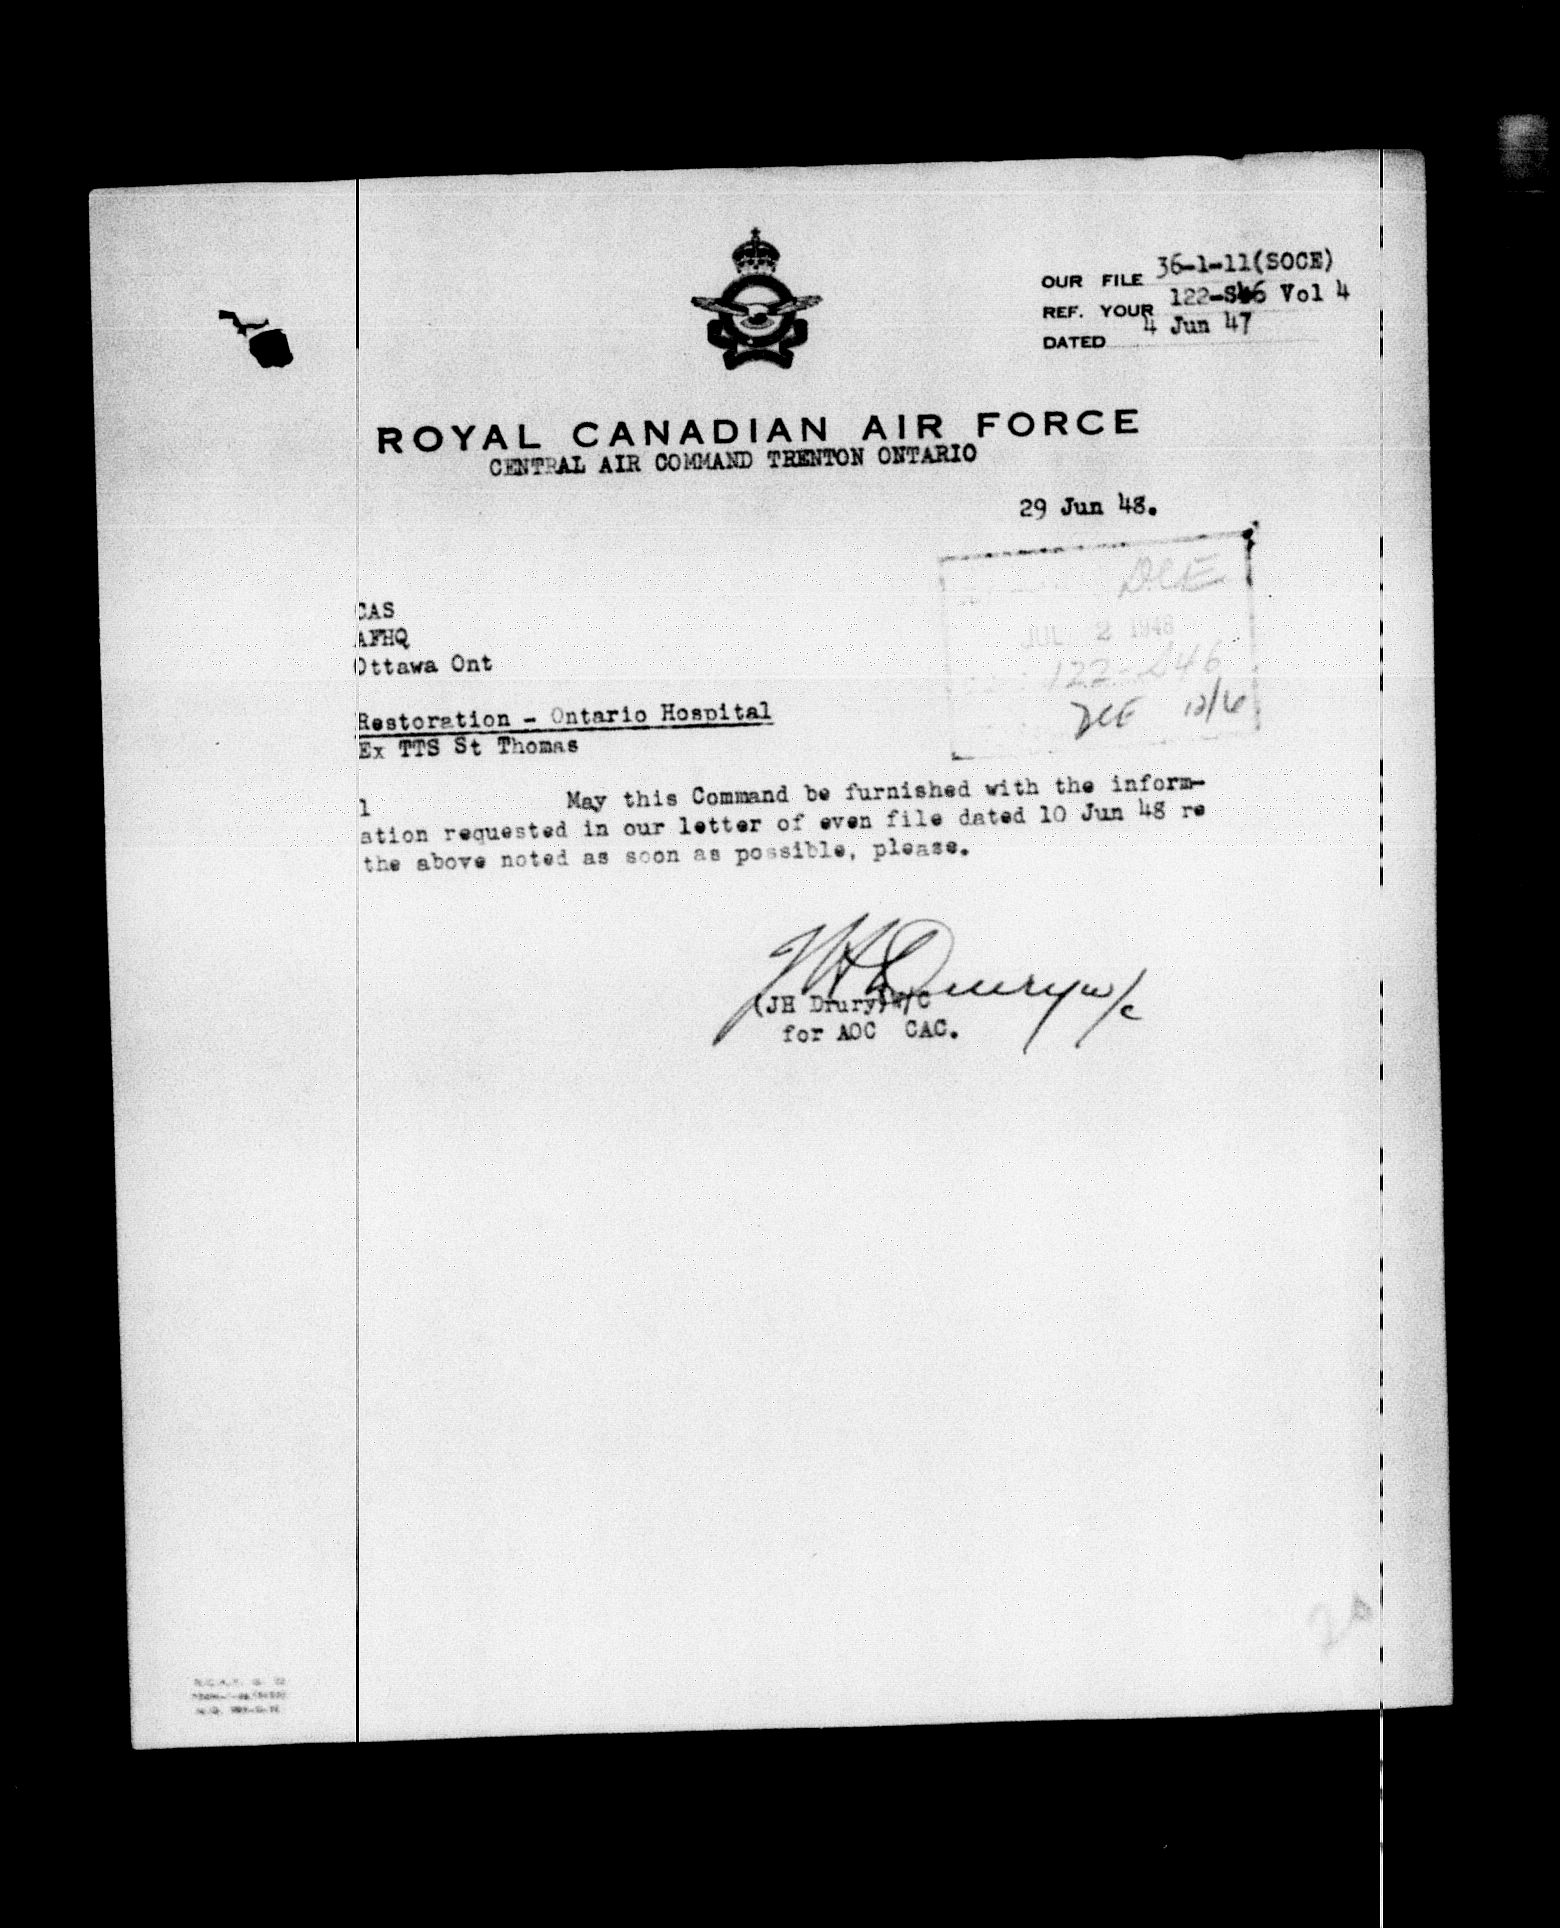 OUR FILE 36-1-11(SOCE)
REF. YOUR 122-S46 Vol 4
DATED 4 Jun 47
ROYAL CANADIAN AIR FORCE
CENTRAL AIR COMMAND TRENTON ONTARIO
29 Jun 48.
DCE
JUL 2 1948
122-S46
DCE
CAS
AFHQ
Ottawa Ont
Restoration - Ontario Hospital
Ex TTS St Thomas
1 May this Command be furnished with the inform-
ation requested in our letter of even file dated 10 Jun 48 re
the above noted as soon as possible, please.
JH Drury w/c
(JH Drury)W/C
for AOC CAC.